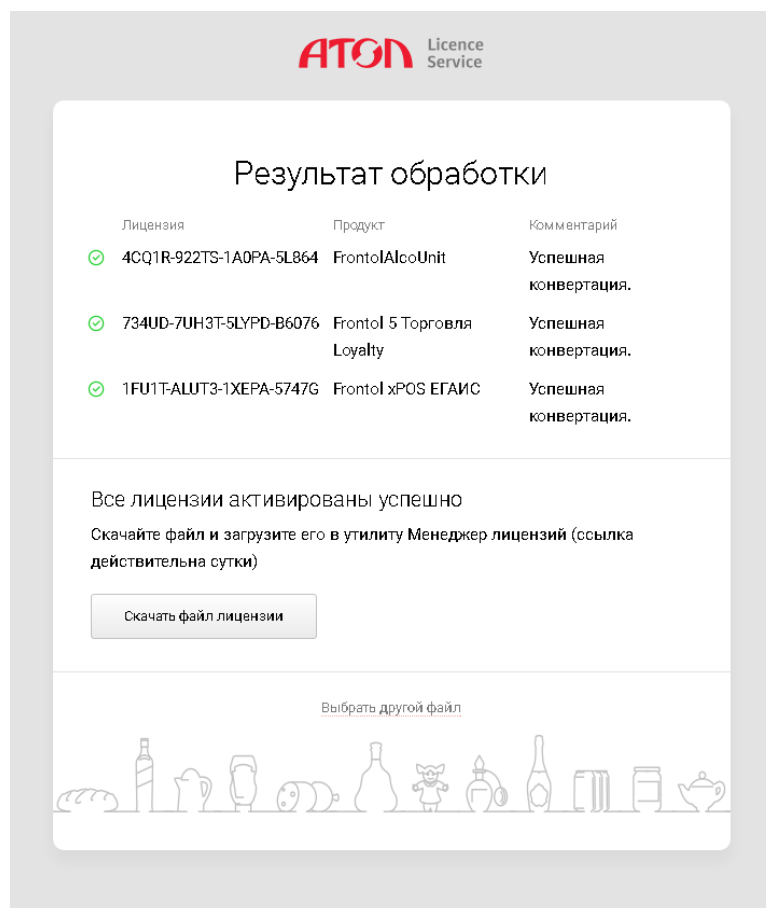 АТОЛ Licence
Service
Результат обработки
Лицензия Продукт Комментарий
4CQ1R-922TS-1A0PA-5L864 FrontolAlcoUnit Успешная
конвертация.
734UD-7UH3T-5LYPD-B6076 Frontol 5 Торговля Успешная
Loyalty конвертация.
1FU1T-ALUT3-1XEPA-5747G Frontol xPOS ЕГАИС Успешная
конвертация.
Все лицензии активированы успешно
Скачайте файл и загрузите его в утилиту Менеджер лицензий (ссылка
действительна сутки)
Скачать файл лицензии
Выбрать другой файл